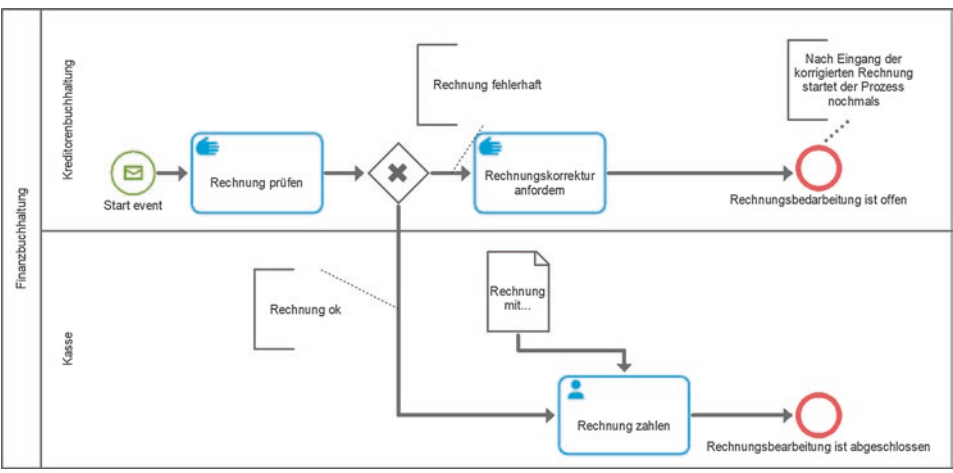 Finanzbuchhaltung
Kreditorenbuchhaltung
Start event
Rechnung prüfen
Rechnung fehlerhaft
Rechnungskorrektur
anfordern
Nach Eingang der
korrigierten Rechnung
startet der Prozess
nochmals
Rechnungsbedarbeitung ist offen
Kasse
Rechnung ok
Rechnung
mit...
Rechnung zahlen
Rechnungsbearbeitung ist abgeschlossen